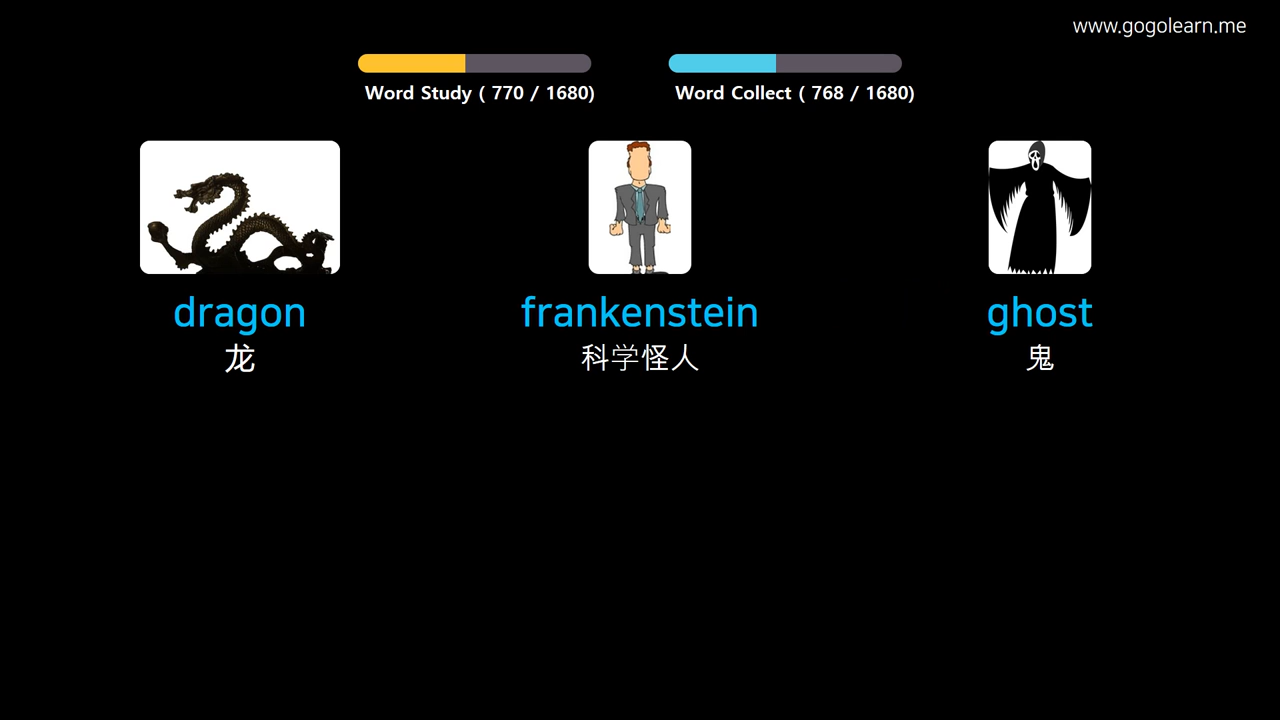 www.gogolearn.me
Word Study ( 770 / 1680)
Word Collect ( 768 / 1680)
dragon
龙
frankenstein
科学怪人
ghost
鬼